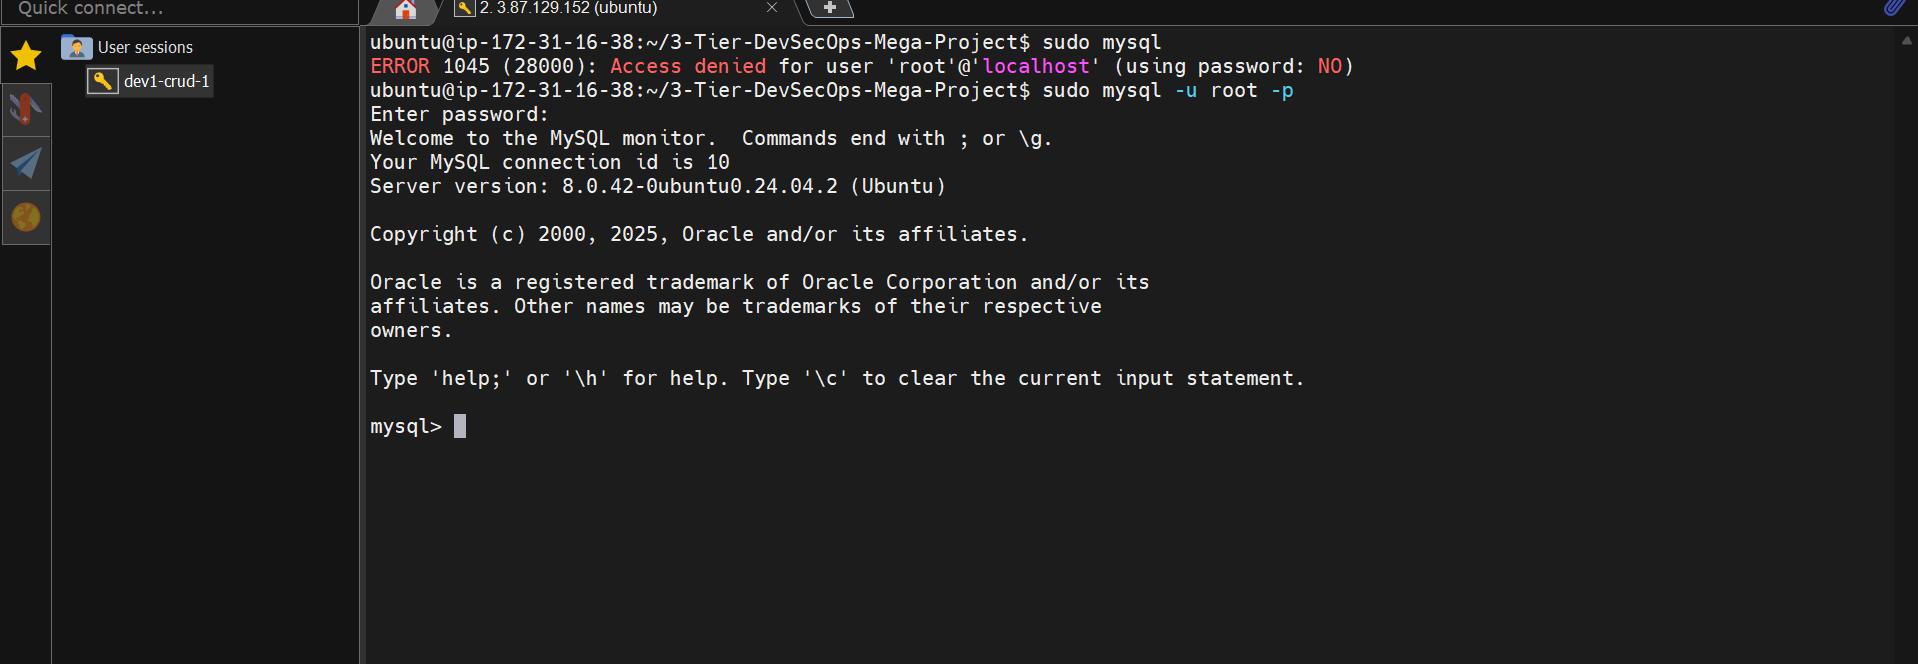 Quick connect...
2. 3.87.129.152 (ubuntu)
User sessions
dev1-crud-1
ubuntu@ip-172-31-16-38:~/3-Tier-DevSecOps-Mega-Project$ sudo mysql
ERROR 1045 (28000): Access denied for user 'root'@'localhost' (using password: NO)
ubuntu@ip-172-31-16-38:~/3-Tier-DevSecOps-Mega-Project$ sudo mysql -u root -p
Enter password:
Welcome to the MySQL monitor.  Commands end with ; or \g.
Your MySQL connection id is 10
Server version: 8.0.42-0ubuntu0.24.04.2 (Ubuntu)
Copyright (c) 2000, 2025, Oracle and/or its affiliates.
Oracle is a registered trademark of Oracle Corporation and/or its
affiliates. Other names may be trademarks of their respective
owners.
Type 'help;' or '\h' for help. Type '\c' to clear the current input statement.
mysql>